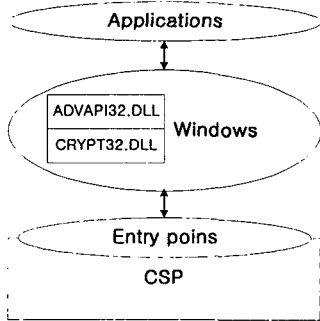 Applications
ADVAPI32.DLL
Windows
CRYPT32.DLL
Entry poins
CSP